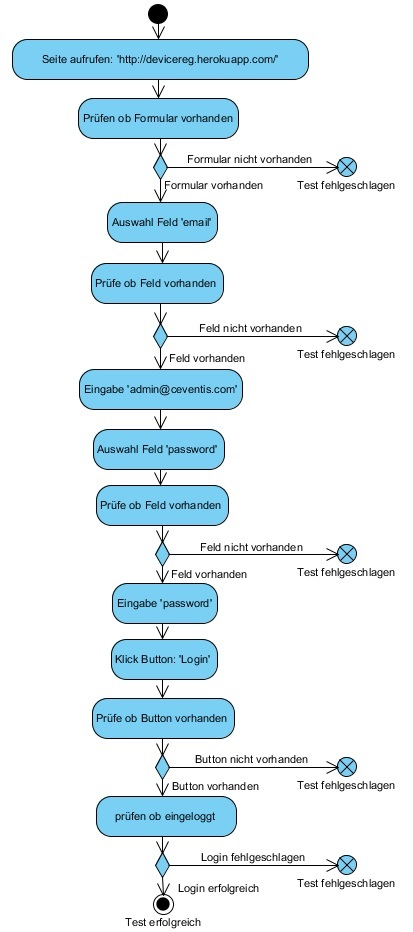 Seite aufrufen: "http://devicereg.herokuapp.com/"
Prüfen ob Formular vorhanden
Formular nicht vorhanden
Test fehlgeschlagen
Formular vorhanden
Auswahl Feld 'email'
Prüfe ob Feld vorhanden
Feld nicht vorhanden
Test fehlgeschlagen
Feld vorhanden
Eingabe 'admin@ceventis.com'
Auswahl Feld 'password'
Prüfe ob Feld vorhanden
Feld nicht vorhanden
Test fehlgeschlagen
Feld vorhanden
Eingabe 'password'
Klick Button: 'Login'
Prüfe ob Button vorhanden
Button nicht vorhanden
Test fehlgeschlagen
Button vorhanden
prüfen ob eingeloggt
Login fehlgeschlagen
Test fehlgeschlagen
Login erfolgreich
Test erfolgreich